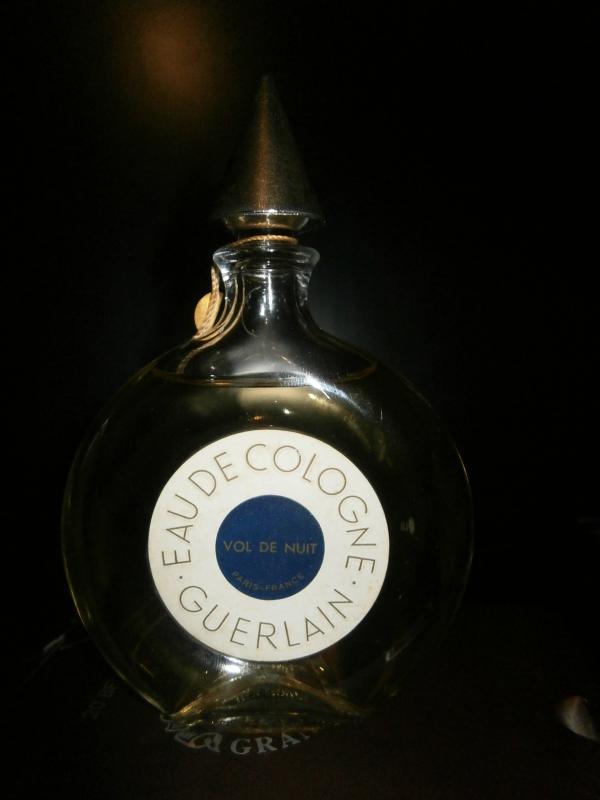 EAU DE COLOGNE
VOL DE NUIT
PARIS-FRANCE
· GUERLAIN ·